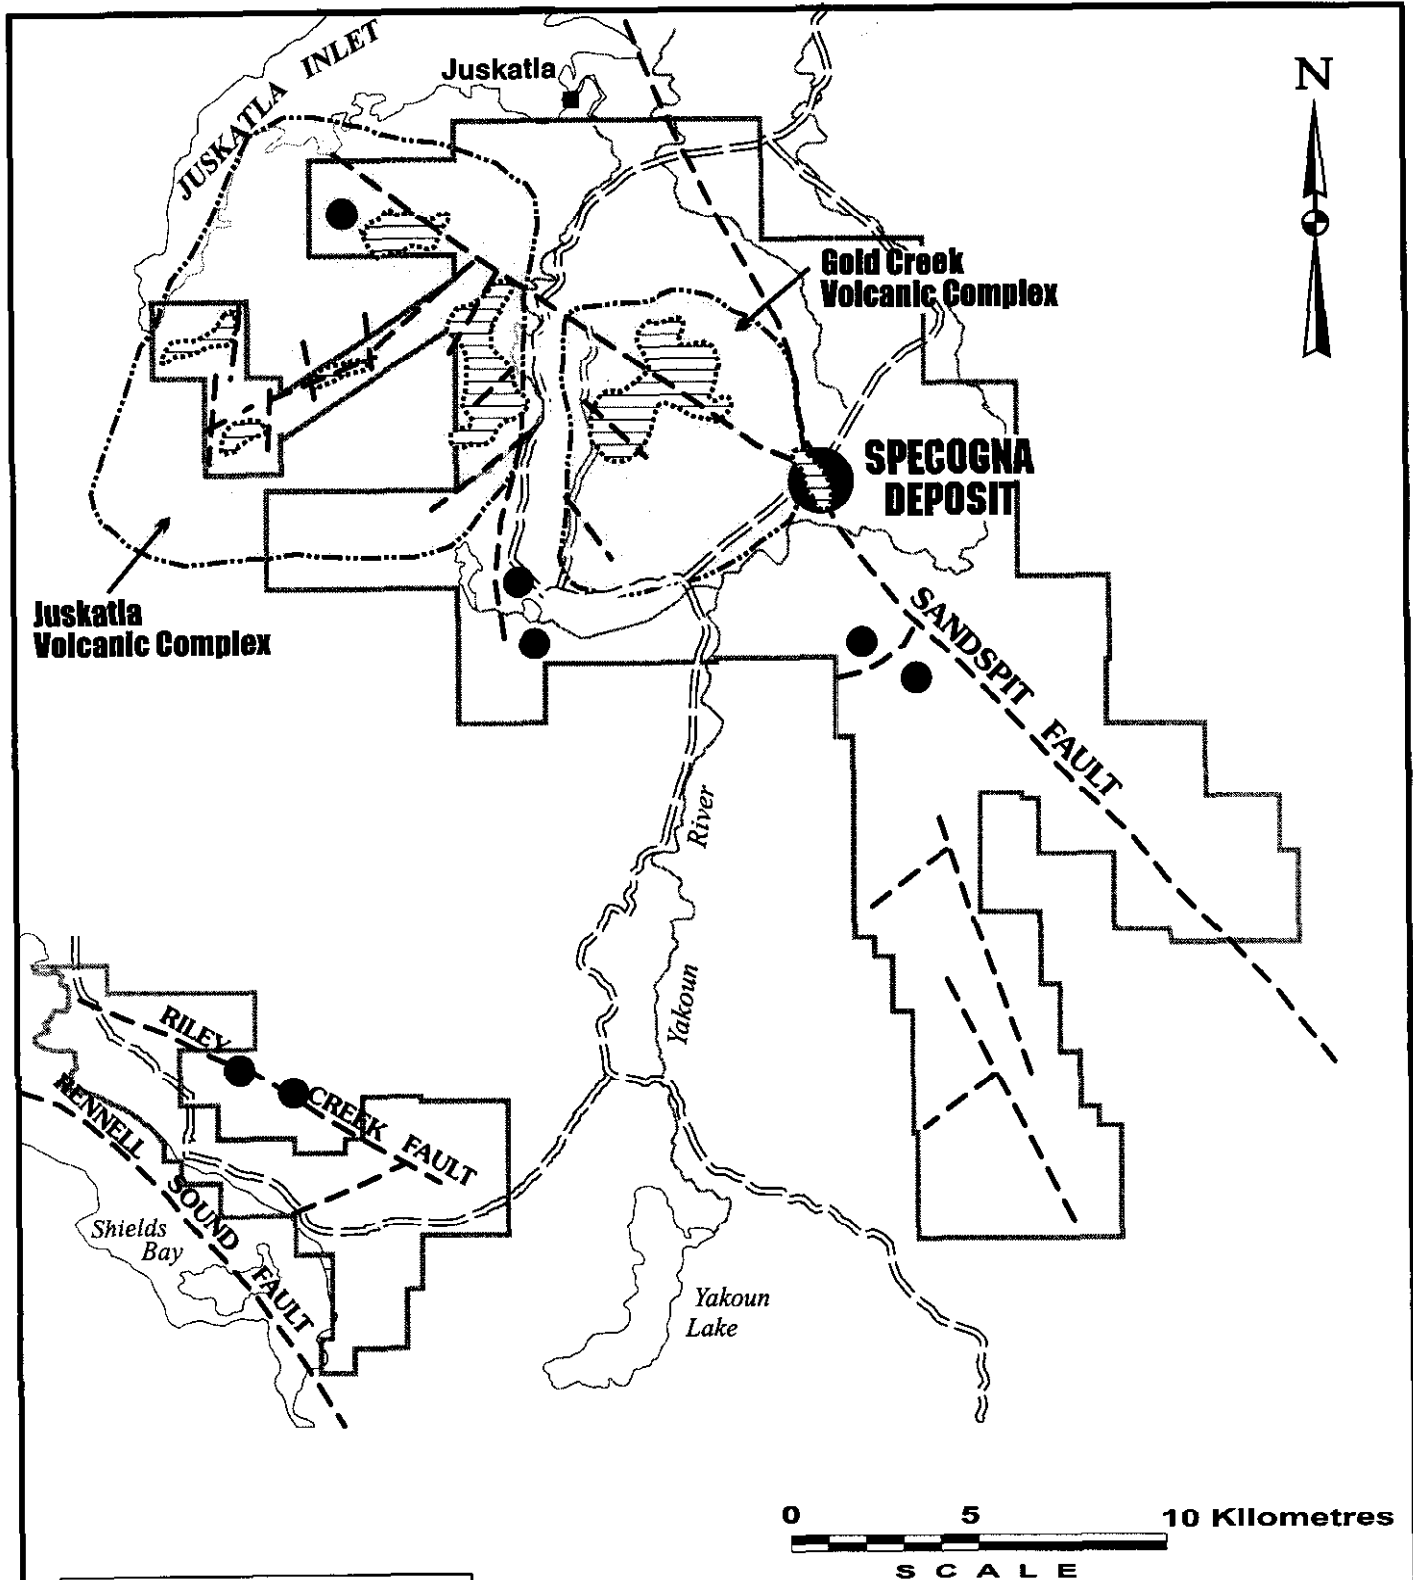 JUSKATLA INLET
Juskatla
N
Gold Creek
Volcanic Complex
SPECOGNA
DEPOSIT
Juskatla
Volcanic Complex
SANDSPIT FAULT
River
Yakoun
RILEY CREEK FAULT
RENNELL SOUND FAULT
Shields
Bay
Yakoun
Lake
0 5 10 Kilometres
SCALE